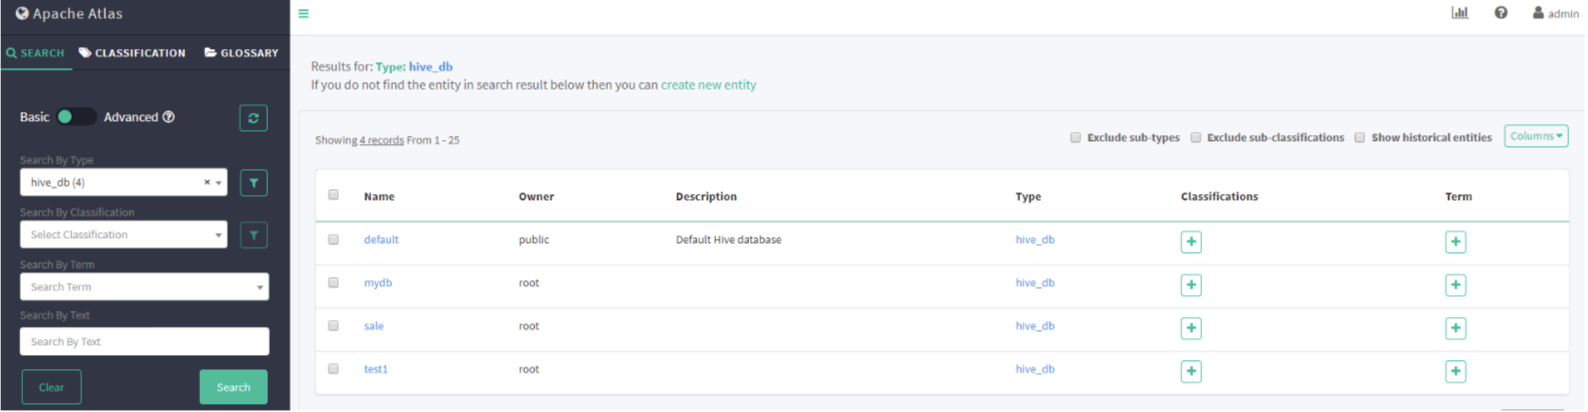 Apache Atlas
admin
SEARCH CLASSIFICATION GLOSSARY
Results for: Type: hive_db
If you do not find the entity in search result below then you can create new entity
Basic Advanced
Showing 4 records From 1 - 25
Exclude sub-types Exclude sub-classifications Show historical entities Columns
Search By Type
hive_db (4)
Search By Classification
Select Classification
Search By Term
Search Term
Search By Text
Search By Text
Clear Search
Name Owner Description Type Classifications Term
default public Default Hive database hive_db
mydb root hive_db
sale root hive_db
test1 root hive_db